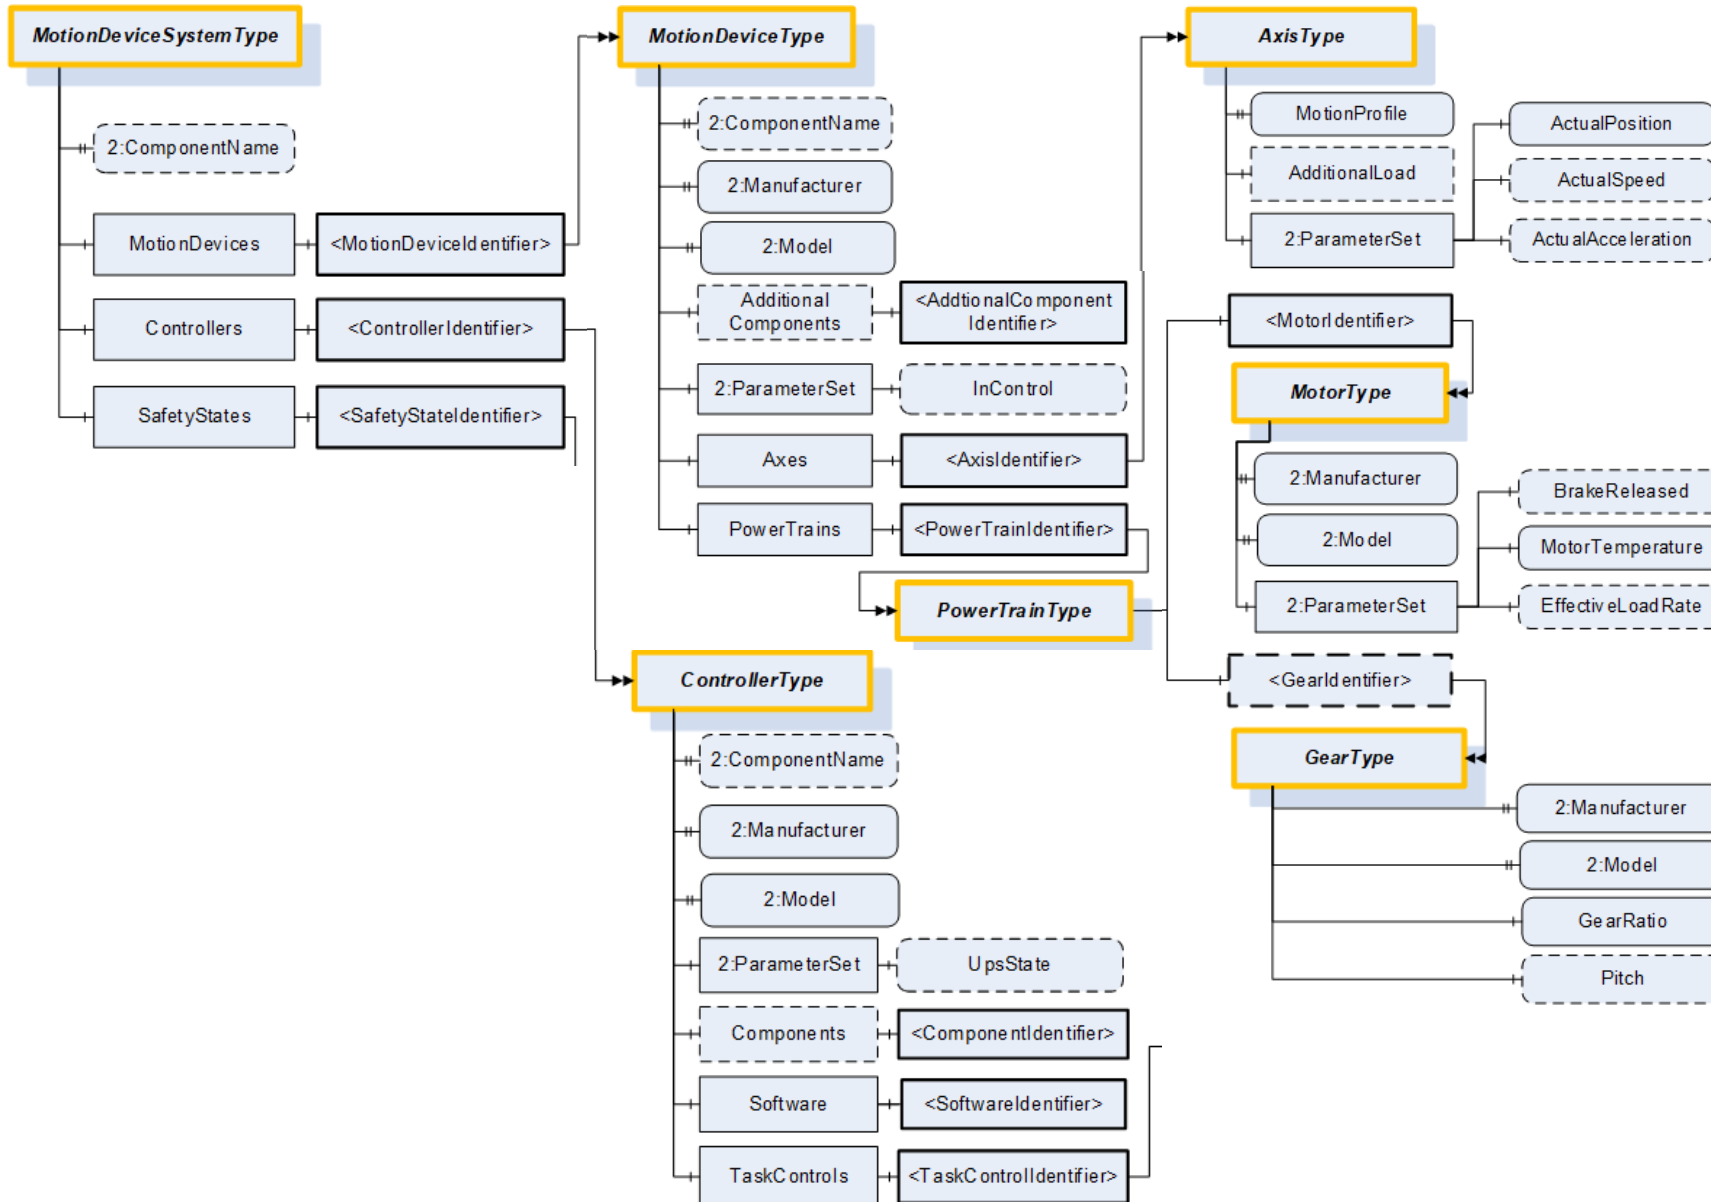 MotionDeviceSystemType
2:ComponentName
MotionDevices
<MotionDeviceIdentifier>
Controllers
<ControllerIdentifier>
SafetyStates
<SafetyStateIdentifier>
MotionDeviceType
2:ComponentName
2:Manufacturer
2:Model
Additional
Components
<AddtionalComponent
Identifier>
2:ParameterSet
InControl
Axes
<AxisIdentifier>
PowerTrains
<PowerTrainIdentifier>
AxisType
MotionProfile
AdditionalLoad
2:ParameterSet
ActualPosition
ActualSpeed
ActualAcceleration
PowerTrainType
<MotorIdentifier>
MotorType
2:Manufacturer
2:Model
2:ParameterSet
BrakeReleased
MotorTemperature
EffectiveLoadRate
<GearIdentifier>
GearType
2:Manufacturer
2:Model
GearRatio
Pitch
ControllerType
2:ComponentName
2:Manufacturer
2:Model
2:ParameterSet
UpsState
Components
<ComponentIdentifier>
Software
<SoftwareIdentifier>
TaskControls
<TaskControlIdentifier>